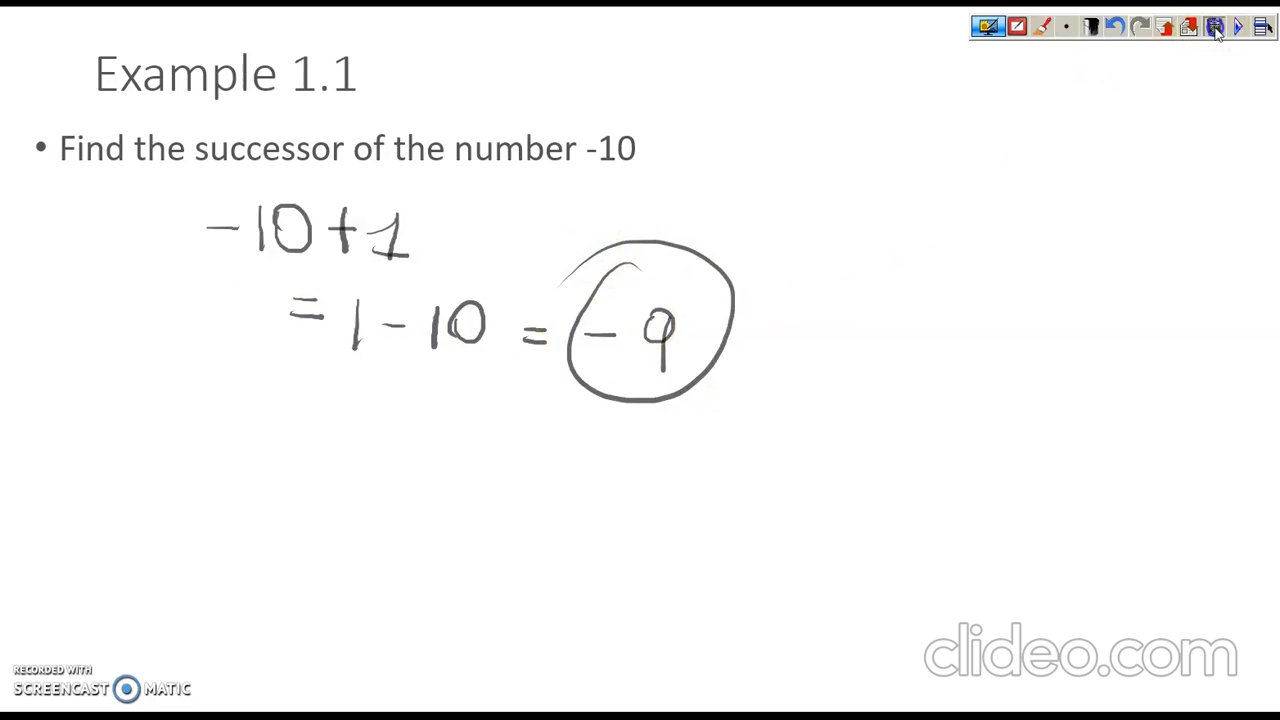 Example 1.1
• Find the successor of the number -10
-10+1
= 1 - 10 = - 9
clideo.com
RECORDED WITH
SCREENCAST MATIC